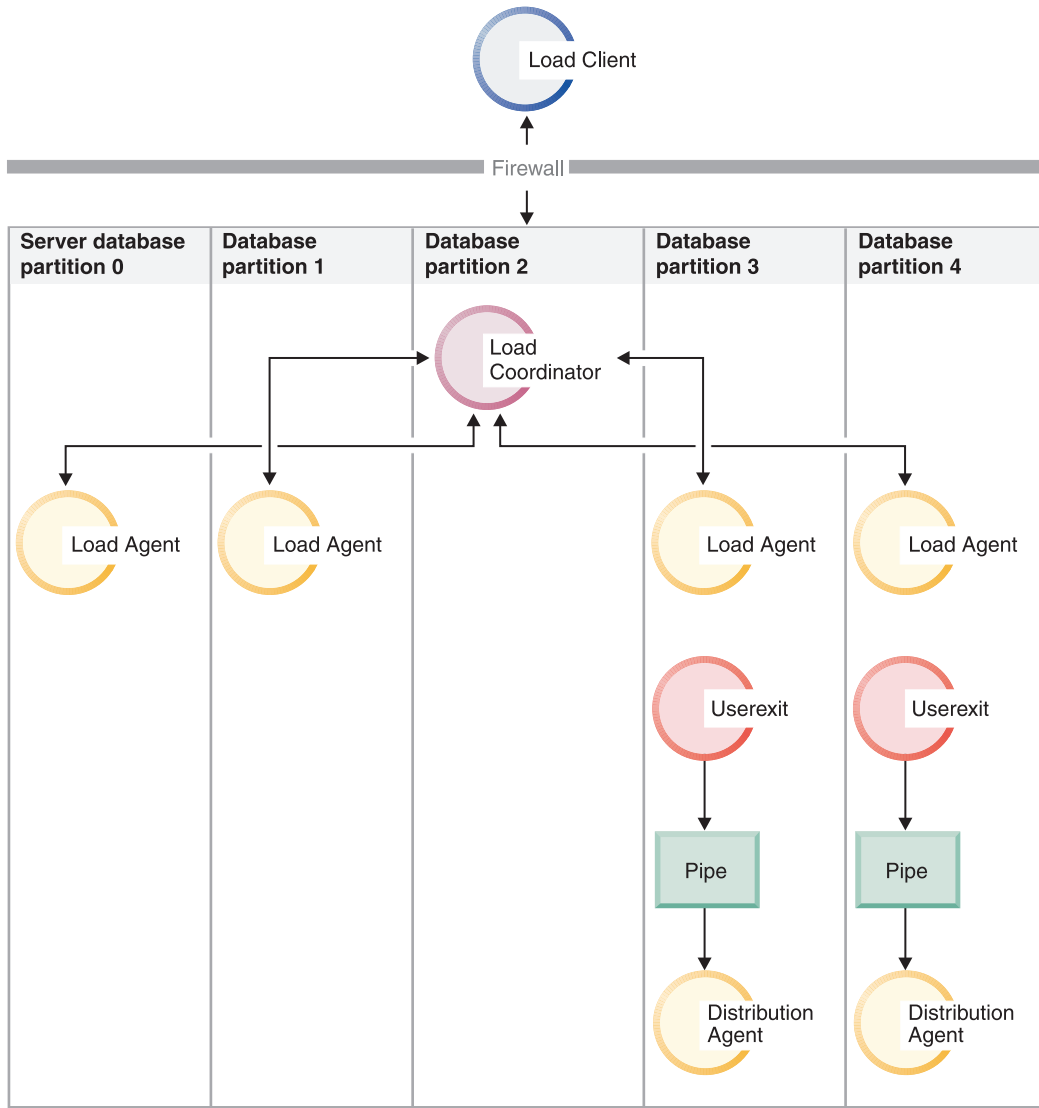 Load Client
Firewall
Server database
partition 0
Database
partition 1
Database
partition 2
Database
partition 3
Database
partition 4
Load
Coordinator
Load Agent
Load Agent
Load Agent
Load Agent
Userexit
Userexit
Pipe
Pipe
Distribution
Agent
Distribution
Agent